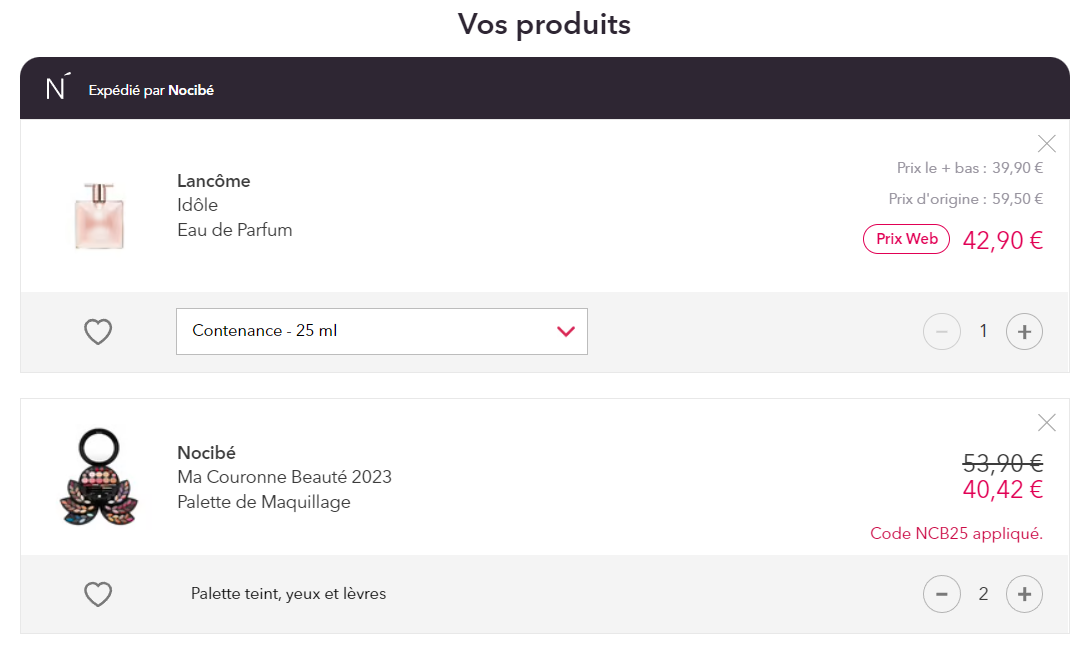 Vos produits
Ń Expédié par Nocibé
Lancôme
Idôle
Eau de Parfum
Prix le + bas : 39,90 €
Prix d'origine : 59,50 €
Prix Web 42,90 €
Contenance - 25 ml
1
Nocibé
Ma Couronne Beauté 2023
Palette de Maquillage
53,90 €
40,42 €
Code NCB25 appliqué.
Palette teint, yeux et lèvres
2